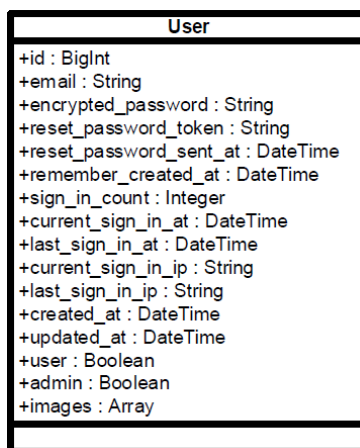 User
+id : BigInt
+email : String
+encrypted_password : String
+reset_password_token : String
+reset_password_sent_at : DateTime
+remember_created_at : DateTime
+sign_in_count : Integer
+current_sign_in_at : DateTime
+last_sign_in_at : DateTime
+current_sign_in_ip : String
+last_sign_in_ip : String
+created_at : DateTime
+updated_at : DateTime
+user : Boolean
+admin : Boolean
+images : Array